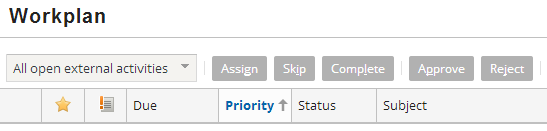 Workplan
All open external activities Assign Skip Complete Approve Reject
Due Priority Status Subject